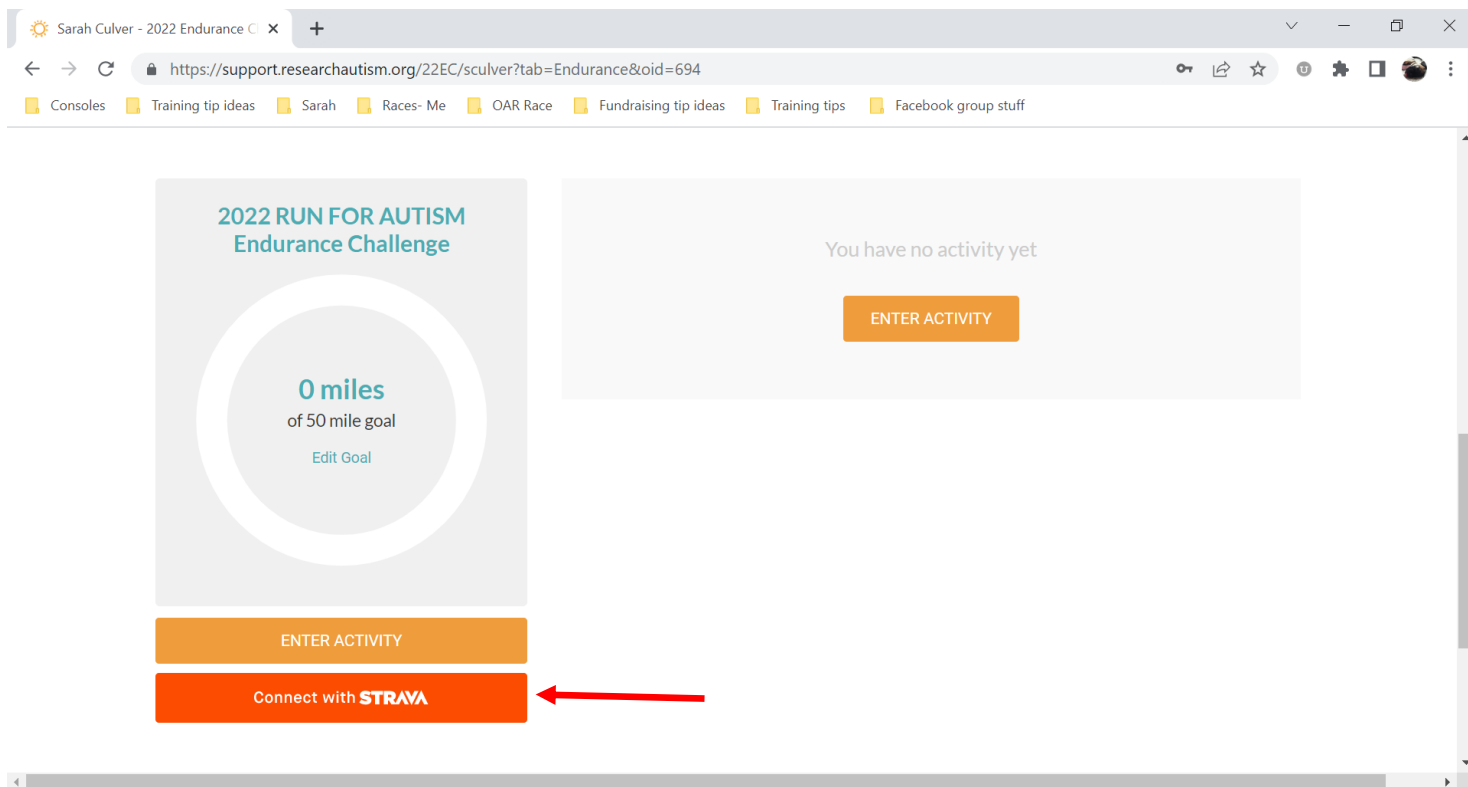 Sarah Culver - 2022 Endurance C
https://support.researchautism.org/22EC/sculver?tab=Endurance&oid=694
Consoles Training tip ideas Sarah Races- Me OAR Race Fundraising tip ideas Training tips Facebook group stuff
2022 RUN FOR AUTISM
Endurance Challenge
0 miles
of 50 mile goal
Edit Goal
You have no activity yet
ENTER ACTIVITY
ENTER ACTIVITY
Connect with STRAVA